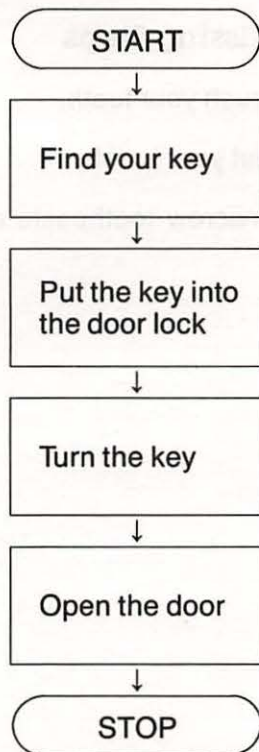 START
Find your key
Put the key into
the door lock
Turn the key
Open the door
STOP